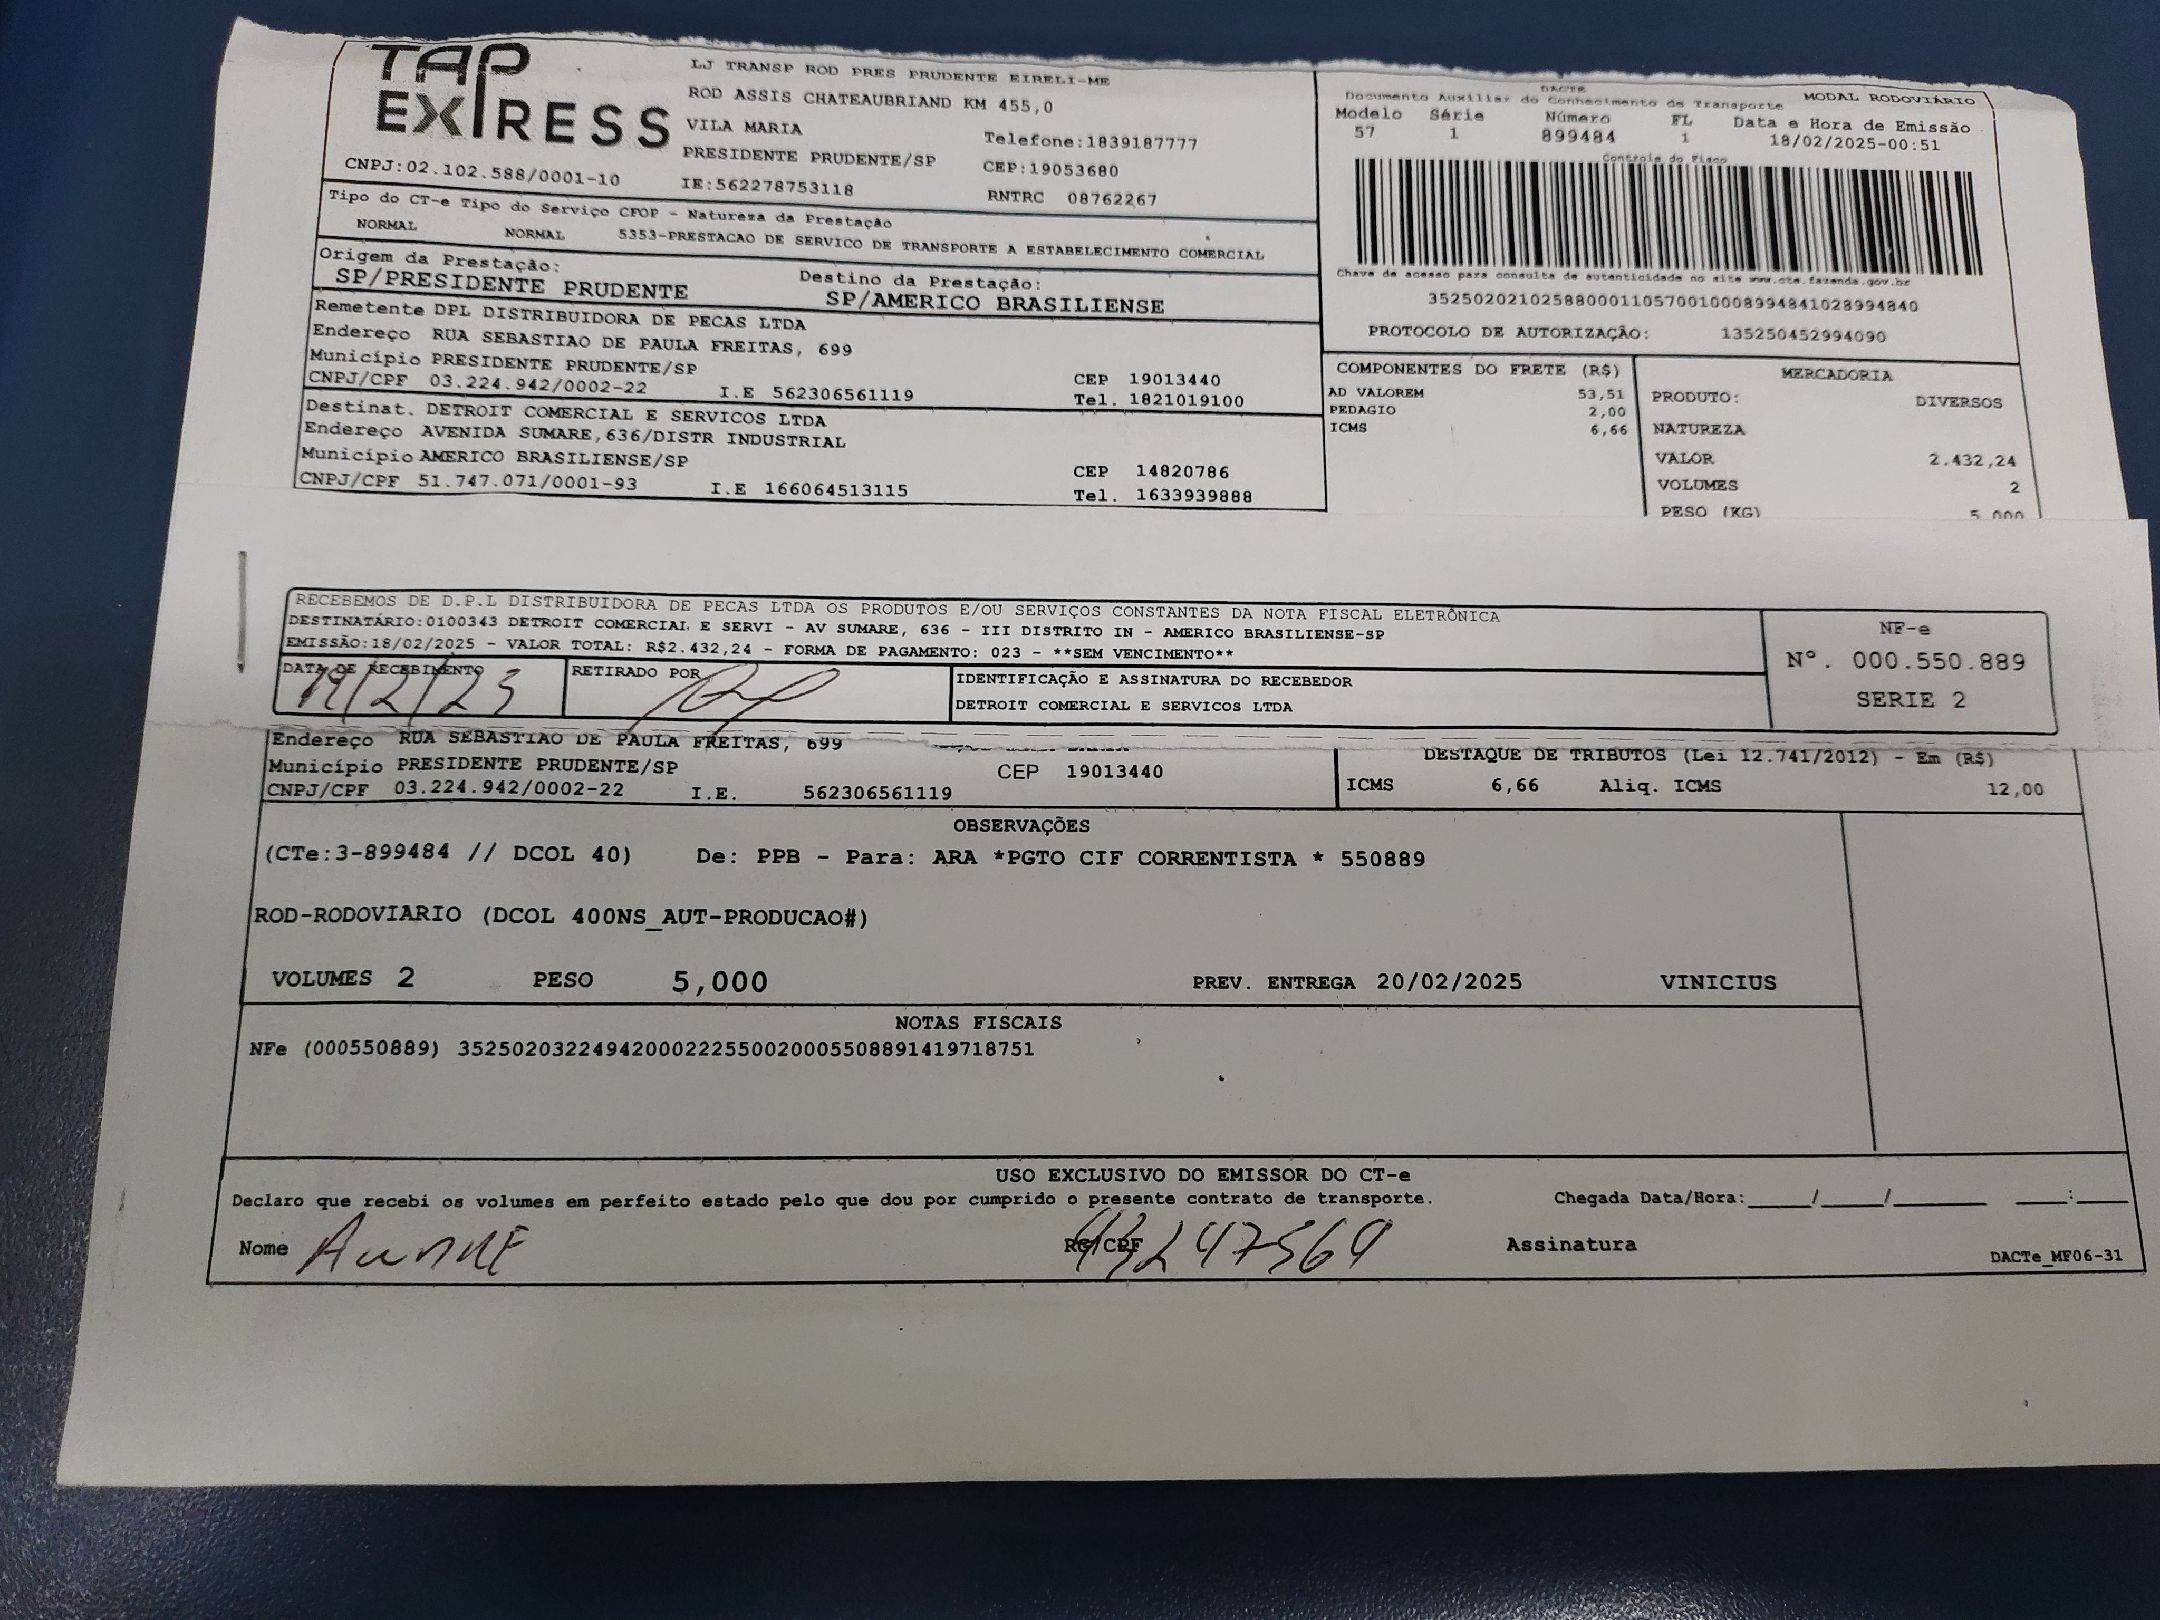 TAP EXPRESS
LJ TRANSP ROD PRES PRUDENTE EIRELI-ME
ROD ASSIS CHATEAUBRIAND KM 455,0
VILA MARIA
Telefone:1839187777
PRESIDENTE PRUDENTE/SP
CEP:19053680
CNPJ:02.102.588/0001-10
IE:562278753118
RNTRC 08762267
Tipo do CT-e Tipo do Serviço CFOP - Natureza da Prestação
NORMAL NORMAL 5353-PRESTACAO DE SERVICO DE TRANSPORTE A ESTABELECIMENTO COMERCIAL
Origem da Prestação: Destino da Prestação:
SP/PRESIDENTE PRUDENTE SP/AMERICO BRASILIENSE
Remetente DPL DISTRIBUIDORA DE PECAS LTDA
Endereço RUA SEBASTIAO DE PAULA FREITAS, 699
Município PRESIDENTE PRUDENTE/SP CEP 19013440
CNPJ/CPF 03.224.942/0002-22 I.E 562306561119 Tel. 1821019100
Destinat. DETROIT COMERCIAL E SERVICOS LTDA
Endereço AVENIDA SUMARE,636/DISTR INDUSTRIAL
Município AMERICO BRASILIENSE/SP CEP 14820786
CNPJ/CPF 51.747.071/0001-93 I.E 166064513115 Tel. 1633939888
DACTE
Documento Auxiliar do Conhecimento de Transporte MODAL RODOVIÁRIO
Modelo Série Número FL Data e Hora de Emissão
57 1 899484 1 18/02/2025-00:51
Controle do Fisco
Chave de acesso para consulta de autenticidade no site www.cte.fazenda.gov.br
35250202102588000110570010008994841028994840
PROTOCOLO DE AUTORIZAÇÃO: 135250452994090
COMPONENTES DO FRETE (R$)
AD VALOREM 53,51
PEDAGIO 2,00
ICMS 6,66
MERCADORIA
PRODUTO: DIVERSOS
NATUREZA
VALOR 2.432,24
VOLUMES 2
PESO (KG) 5,000
RECEBEMOS DE D.P.L DISTRIBUIDORA DE PECAS LTDA OS PRODUTOS E/OU SERVIÇOS CONSTANTES DA NOTA FISCAL ELETRÔNICA
DESTINATÁRIO:0100343 DETROIT COMERCIAL E SERVI - AV SUMARE, 636 - III DISTRITO IN - AMERICO BRASILIENSE-SP
EMISSÃO:18/02/2025 - VALOR TOTAL: R$2.432,24 - FORMA DE PAGAMENTO: 023 - **SEM VENCIMENTO**
DATA DE RECEBIMENTO RETIRADO POR IDENTIFICAÇÃO E ASSINATURA DO RECEBEDOR
DETROIT COMERCIAL E SERVICOS LTDA
NF-e
Nº. 000.550.889
SERIE 2
Endereço RUA SEBASTIAO DE PAULA FREITAS, 699
Município PRESIDENTE PRUDENTE/SP CEP 19013440
CNPJ/CPF 03.224.942/0002-22 I.E. 562306561119
DESTAQUE DE TRIBUTOS (Lei 12.741/2012) - Em (R$)
ICMS 6,66 Aliq. ICMS 12,00
OBSERVAÇÕES
(CTe:3-899484 // DCOL 40) De: PPB - Para: ARA *PGTO CIF CORRENTISTA * 550889
ROD-RODOVIARIO (DCOL 400NS_AUT-PRODUCAO#)
VOLUMES 2 PESO 5,000 PREV. ENTREGA 20/02/2025 VINICIUS
NOTAS FISCAIS
NFe (000550889) 35250203224942000222550020005508891419718751
USO EXCLUSIVO DO EMISSOR DO CT-e
Declaro que recebi os volumes em perfeito estado pelo que dou por cumprido o presente contrato de transporte. Chegada Data/Hora:____/____/______ ____:____
Nome RG/CPF Assinatura
DACTe_MF06-31